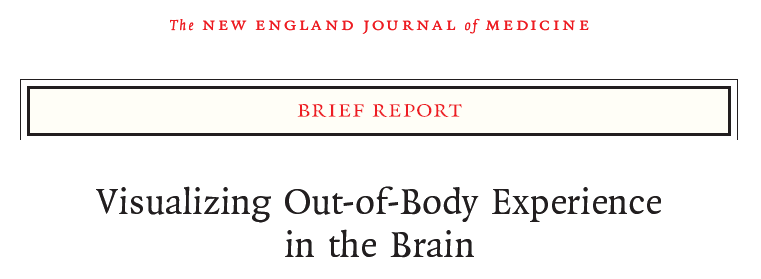 The NEW ENGLAND JOURNAL of MEDICINE
BRIEF REPORT
Visualizing Out-of-Body Experience
in the Brain